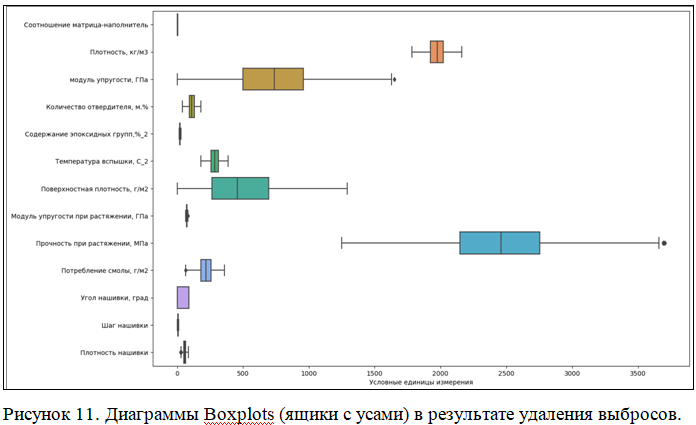 Соотношение матрица-наполнитель
Плотность, кг/м3
модуль упругости, ГПа
Количество отвердителя, м.%
Содержание эпоксидных групп,%_2
Температура вспышки, С_2
Поверхностная плотность, г/м2
Модуль упругости при растяжении, ГПа
Прочность при растяжении, МПа
Потребление смолы, г/м2
Угол нашивки, град
Шаг нашивки
Плотность нашивки
0 500 1000 1500 2000 2500 3000 3500
Условные единицы измерения
Рисунок 11. Диаграммы Boxplots (ящики с усами) в результате удаления выбросов.